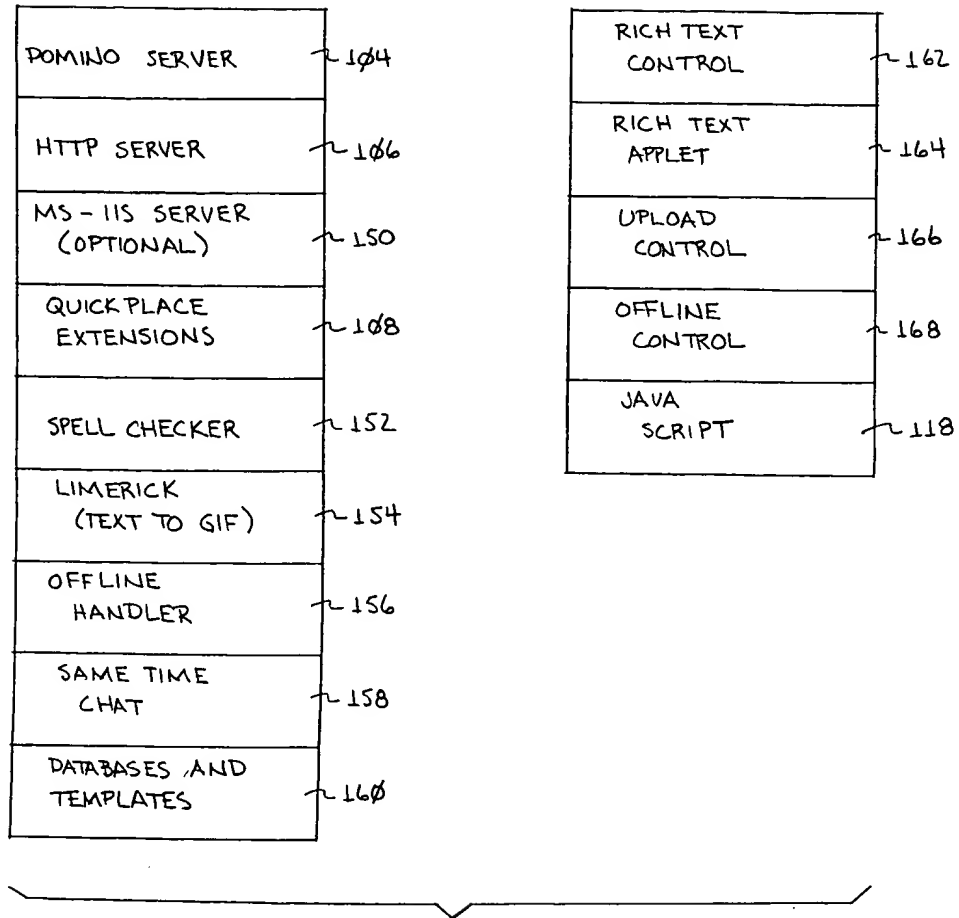 DOMINO SERVER 104
HTTP SERVER 106
MS-IIS SERVER
(OPTIONAL) 150
QUICKPLACE
EXTENSIONS 108
SPELL CHECKER 152
LIMERICK
(TEXT TO GIF) 154
OFFLINE
HANDLER 156
SAME TIME
CHAT 158
DATABASES AND
TEMPLATES 160
RICH TEXT
CONTROL 162
RICH TEXT
APPLET 164
UPLOAD
CONTROL 166
OFFLINE
CONTROL 168
JAVA
SCRIPT 118